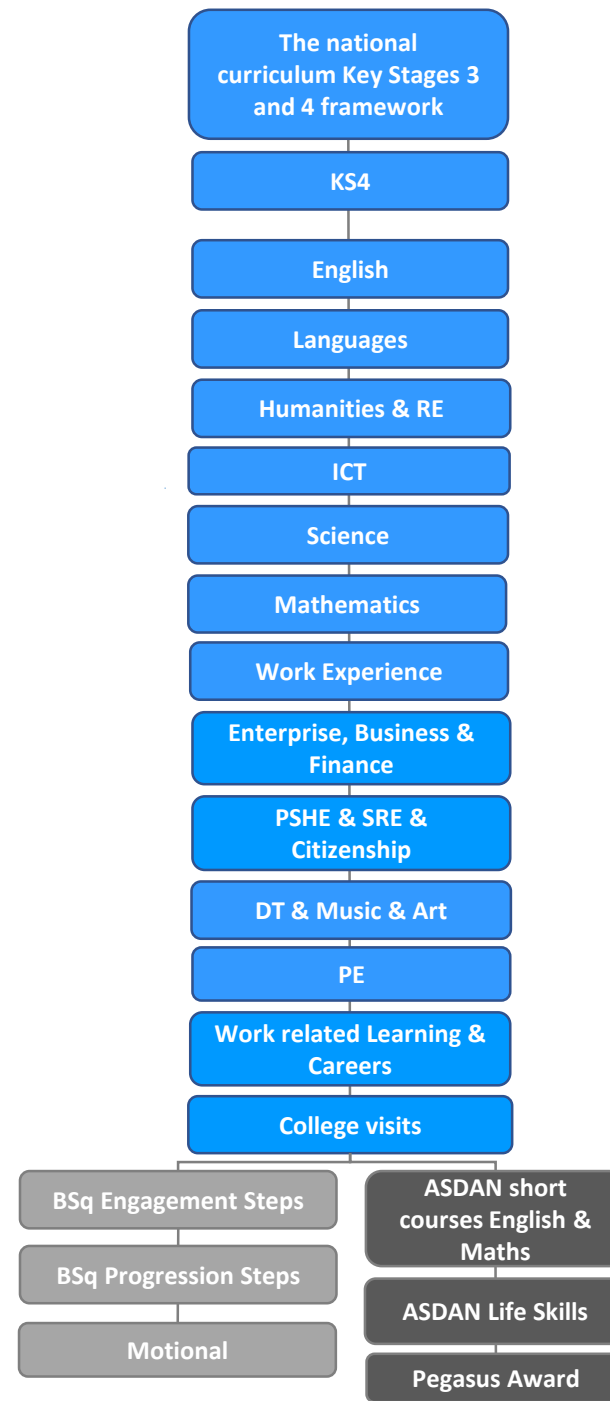 The national
curriculum Key Stages 3
and 4 framework
KS4
English
Languages
Humanities & RE
ICT
Science
Mathematics
Work Experience
Enterprise, Business &
Finance
PSHE & SRE &
Citizenship
DT & Music & Art
PE
Work related Learning &
Careers
College visits
BSq Engagement Steps
BSq Progression Steps
Motional
ASDAN short
courses English &
Maths
ASDAN Life Skills
Pegasus Award